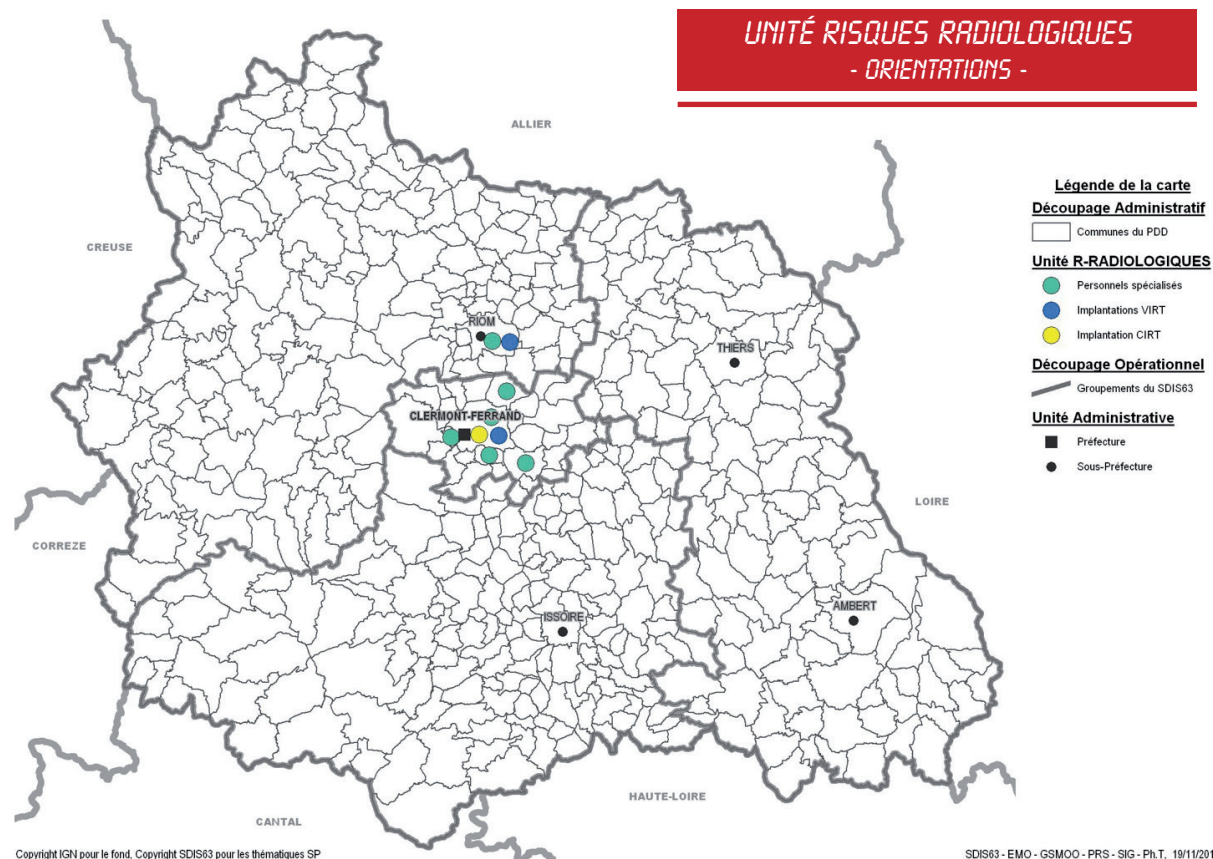 UNITÉ RISQUES RADIOLOGIQUES
- ORIENTATIONS -
ALLIER
CREUSE
CORREZE
CANTAL
HAUTE-LOIRE
LOIRE
RIOM
THIERS
CLERMONT-FERRAND
ISSOIRE
AMBERT
Légende de la carte
Découpage Administratif
Communes du PDD
Unité R-RADIOLOGIQUES
Personnels spécialisés
Implantations VIRT
Implantation CIRT
Découpage Opérationnel
Groupements du SDIS63
Unité Administrative
Préfecture
Sous-Préfecture
Copyright IGN pour le fond, Copyright SDIS63 pour les thématiques SP
SDIS63 - EMO - GSMOO - PRS - SIG - Ph.T, 19/11/201